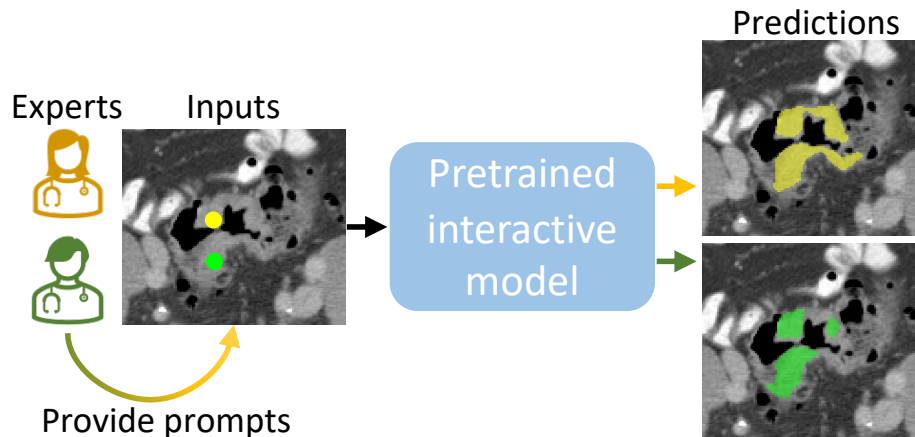 Predictions
Experts
Inputs
Pretrained
interactive
model
Provide prompts